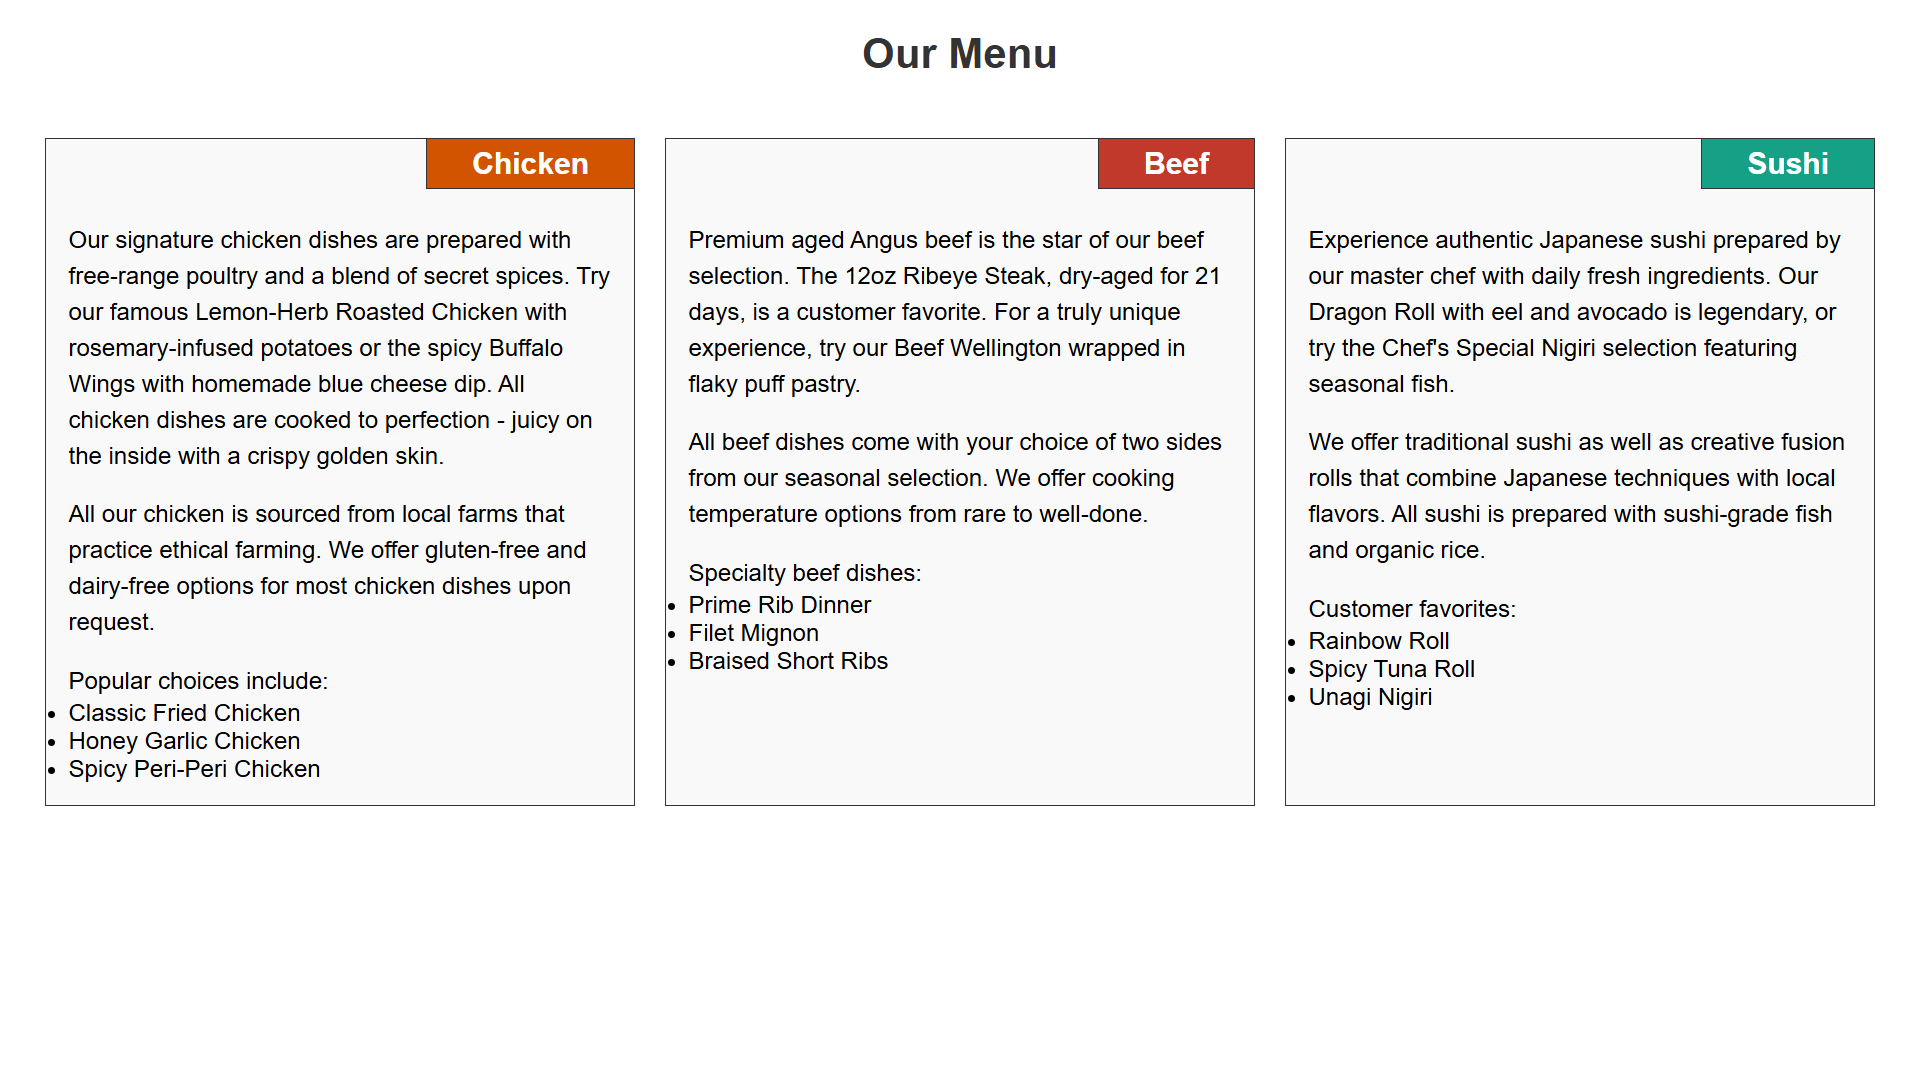 Our Menu
Chicken
Our signature chicken dishes are prepared with
free-range poultry and a blend of secret spices. Try
our famous Lemon-Herb Roasted Chicken with
rosemary-infused potatoes or the spicy Buffalo
Wings with homemade blue cheese dip. All
chicken dishes are cooked to perfection - juicy on
the inside with a crispy golden skin.
All our chicken is sourced from local farms that
practice ethical farming. We offer gluten-free and
dairy-free options for most chicken dishes upon
request.
Popular choices include:
• Classic Fried Chicken
• Honey Garlic Chicken
• Spicy Peri-Peri Chicken
Beef
Premium aged Angus beef is the star of our beef
selection. The 12oz Ribeye Steak, dry-aged for 21
days, is a customer favorite. For a truly unique
experience, try our Beef Wellington wrapped in
flaky puff pastry.
All beef dishes come with your choice of two sides
from our seasonal selection. We offer cooking
temperature options from rare to well-done.
Specialty beef dishes:
• Prime Rib Dinner
• Filet Mignon
• Braised Short Ribs
Sushi
Experience authentic Japanese sushi prepared by
our master chef with daily fresh ingredients. Our
Dragon Roll with eel and avocado is legendary, or
try the Chef's Special Nigiri selection featuring
seasonal fish.
We offer traditional sushi as well as creative fusion
rolls that combine Japanese techniques with local
flavors. All sushi is prepared with sushi-grade fish
and organic rice.
Customer favorites:
• Rainbow Roll
• Spicy Tuna Roll
• Unagi Nigiri